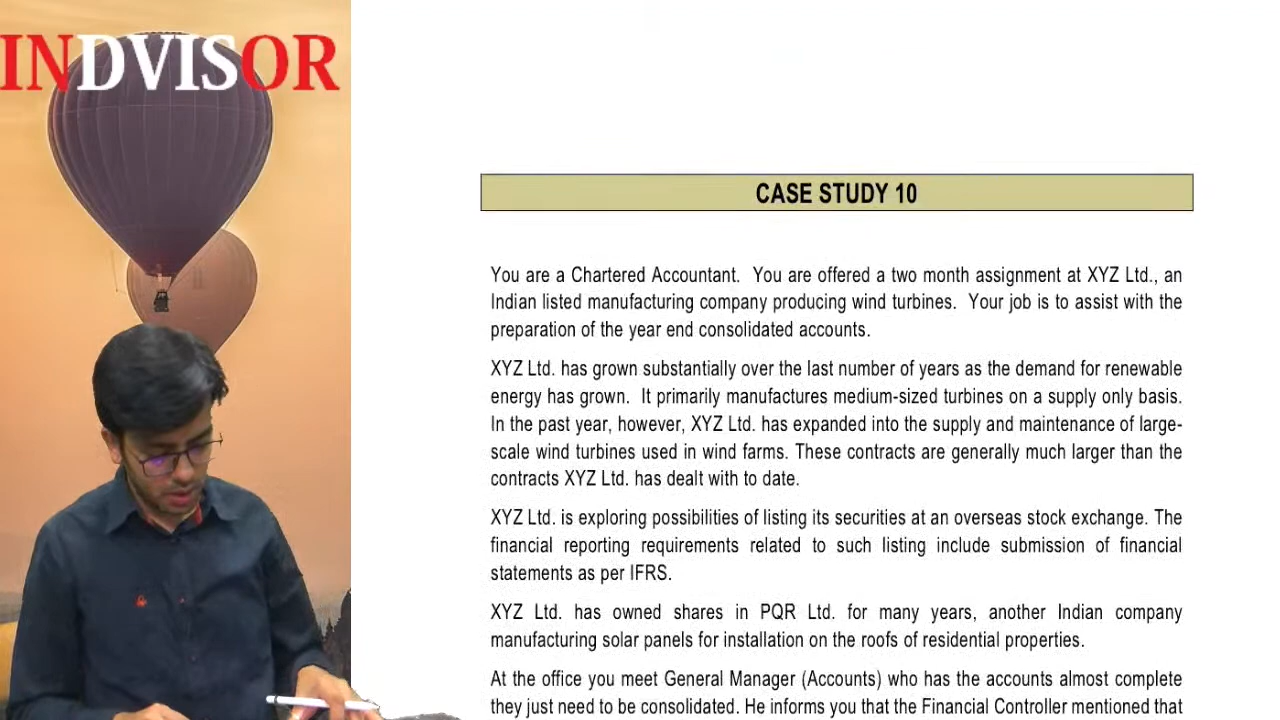 INDVISOR
CASE STUDY 10
You are a Chartered Accountant. You are offered a two month assignment at XYZ Ltd., an
Indian listed manufacturing company producing wind turbines. Your job is to assist with the
preparation of the year end consolidated accounts.
XYZ Ltd. has grown substantially over the last number of years as the demand for renewable
energy has grown. It primarily manufactures medium-sized turbines on a supply only basis.
In the past year, however, XYZ Ltd. has expanded into the supply and maintenance of large-
scale wind turbines used in wind farms. These contracts are generally much larger than the
contracts XYZ Ltd. has dealt with to date.
XYZ Ltd. is exploring possibilities of listing its securities at an overseas stock exchange. The
financial reporting requirements related to such listing include submission of financial
statements as per IFRS.
XYZ Ltd. has owned shares in PQR Ltd. for many years, another Indian company
manufacturing solar panels for installation on the roofs of residential properties.
At the office you meet General Manager (Accounts) who has the accounts almost complete
they just need to be consolidated. He informs you that the Financial Controller mentioned that